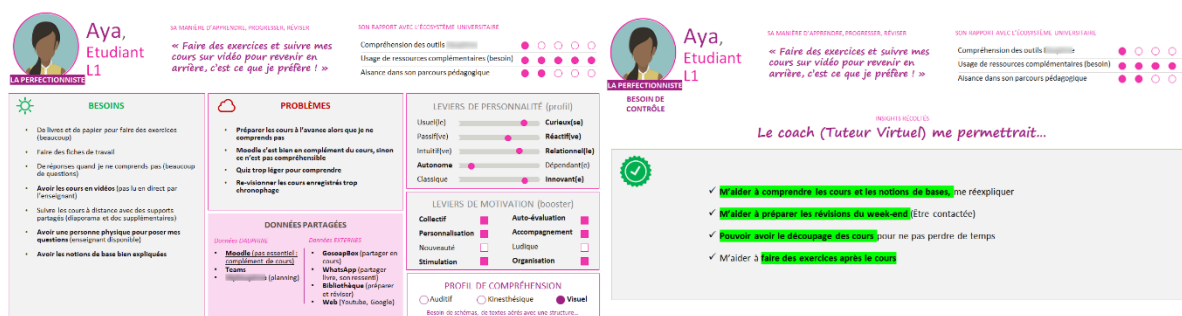 Aya,
Etudiant
L1
LA PERFECTIONNISTE
SA MANIÈRE D'APPRENDRE, PROGRESSER, RÉVISER
« Faire des exercices et suivre mes
cours sur vidéo pour revenir en
arrière, c'est ce que je préfère ! »
SON RAPPORT AVEC L'ÉCOSYSTÈME UNIVERSITAIRE
Compréhension des outils
Usage de ressources complémentaires (besoin)
Aisance dans son parcours pédagogique
BESOINS
• De livres et de papier pour faire des exercices
(beaucoup)
• Faire des fiches de travail
• De réponses quand je ne comprends pas (beaucoup
de questions)
• Avoir les cours en vidéos (pas lu en direct par
l'enseignant)
• Suivre les cours à distance avec des supports
partagés (diaporama et doc supplémentaires)
• Avoir une personne physique pour poser mes
questions (enseignant disponible)
• Avoir les notions de base bien expliquées
PROBLÈMES
• Préparer les cours à l'avance alors que je ne
comprends pas
• Moodle c'est bien en complément du cours, sinon
ce n'est pas compréhensible
• Quiz trop léger pour comprendre
• Re-visionner les cours enregistrés trop
chronophage
DONNÉES PARTAGÉES
Données DAUPHINE
• Moodle (pas essentiel :
complément de cours)
• Teams
• (planning)
Données EXTERNES
• GosoapBox (partager en
cours)
• WhatsApp (partager
livre, son ressenti)
• Bibliothèque (préparer
et réviser)
• Web (Youtube, Google)
LEVIERS DE PERSONNALITÉ (profil)
Usuel(le) Curieux(se)
Passif(ve) Réactif(ve)
Intuitif(ve) Relationnel(le)
Autonome Dépendant(e)
Classique Innovant(e)
LEVIERS DE MOTIVATION (booster)
Collectif Auto-évaluation
Personnalisation Accompagnement
Nouveauté Ludique
Stimulation Organisation
PROFIL DE COMPRÉHENSION
Auditif Kinesthésique Visuel
Besoin de schémas, de textes aérés avec une structure...
Aya,
Etudiant
L1
LA PERFECTIONNISTE
BESOIN DE
CONTRÔLE
SA MANIÈRE D'APPRENDRE, PROGRESSER, RÉVISER
« Faire des exercices et suivre mes
cours sur vidéo pour revenir en
arrière, c'est ce que je préfère ! »
SON RAPPORT AVEC L'ÉCOSYSTÈME UNIVERSITAIRE
Compréhension des outils
Usage de ressources complémentaires (besoin)
Aisance dans son parcours pédagogique
INSIGHTS RÉCOLTÉS
Le coach (Tuteur Virtuel) me permettrait...
✓ M'aider à comprendre les cours et les notions de bases, me réexpliquer
✓ M'aider à préparer les révisions du week-end (Être contactée)
✓ Pouvoir avoir le découpage des cours pour ne pas perdre de temps
✓ M'aider à faire des exercices après le cours